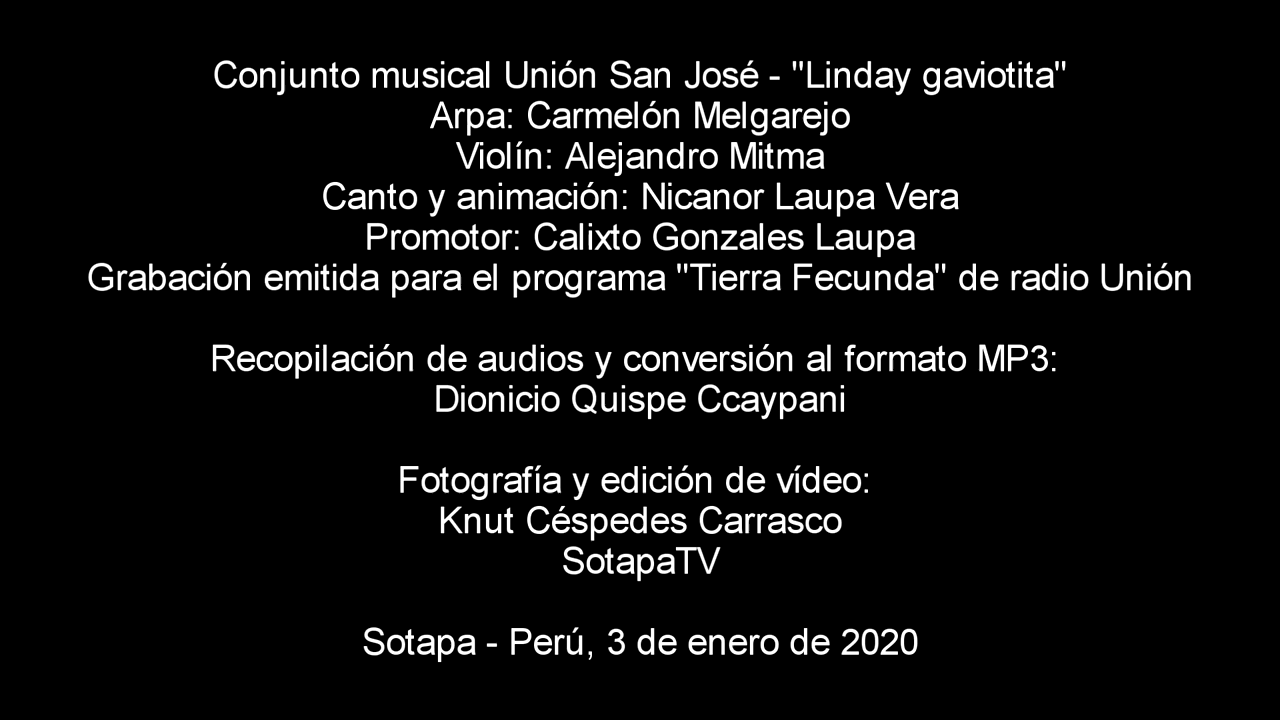 Conjunto musical Unión San José - "Linday gaviotita"
Arpa: Carmelón Melgarejo
Violín: Alejandro Mitma
Canto y animación: Nicanor Laupa Vera
Promotor: Calixto Gonzales Laupa
Grabación emitida para el programa "Tierra Fecunda" de radio Unión
Recopilación de audios y conversión al formato MP3:
Dionicio Quispe Ccaypani
Fotografía y edición de vídeo:
Knut Céspedes Carrasco
SotapaTV
Sotapa - Perú, 3 de enero de 2020